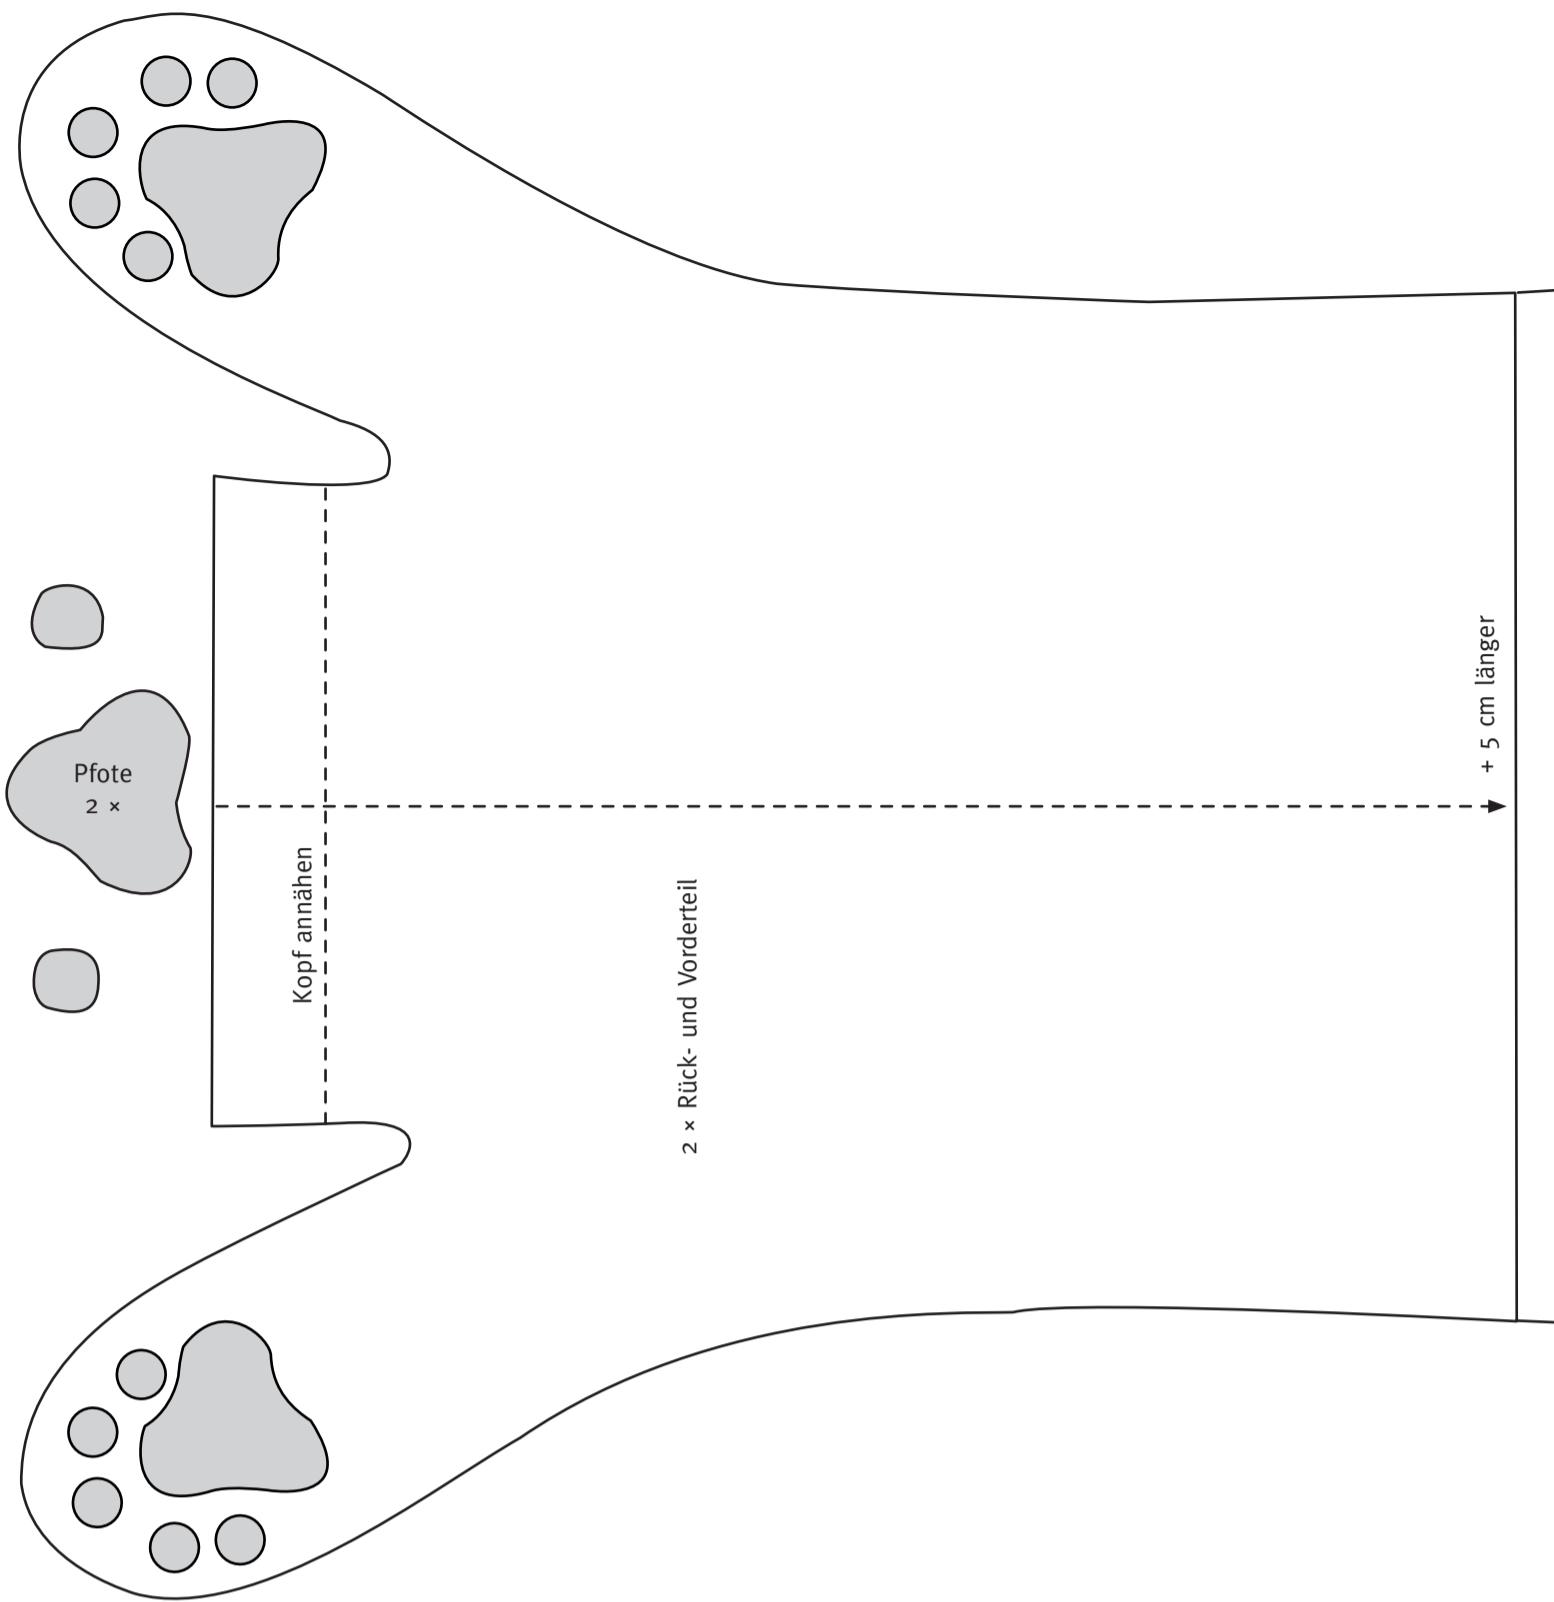 Pfote
2 ×
Kopf annähen
2 × Rück- und Vorderteil
+ 5 cm länger